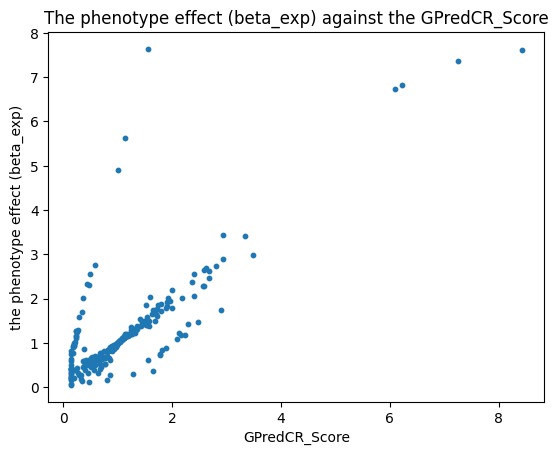 The phenotype effect (beta_exp) against the GPredCR_Score
the phenotype effect (beta_exp)
8
7
6
5
4
3
2
1
0
0 2 4 6 8
GPredCR_Score